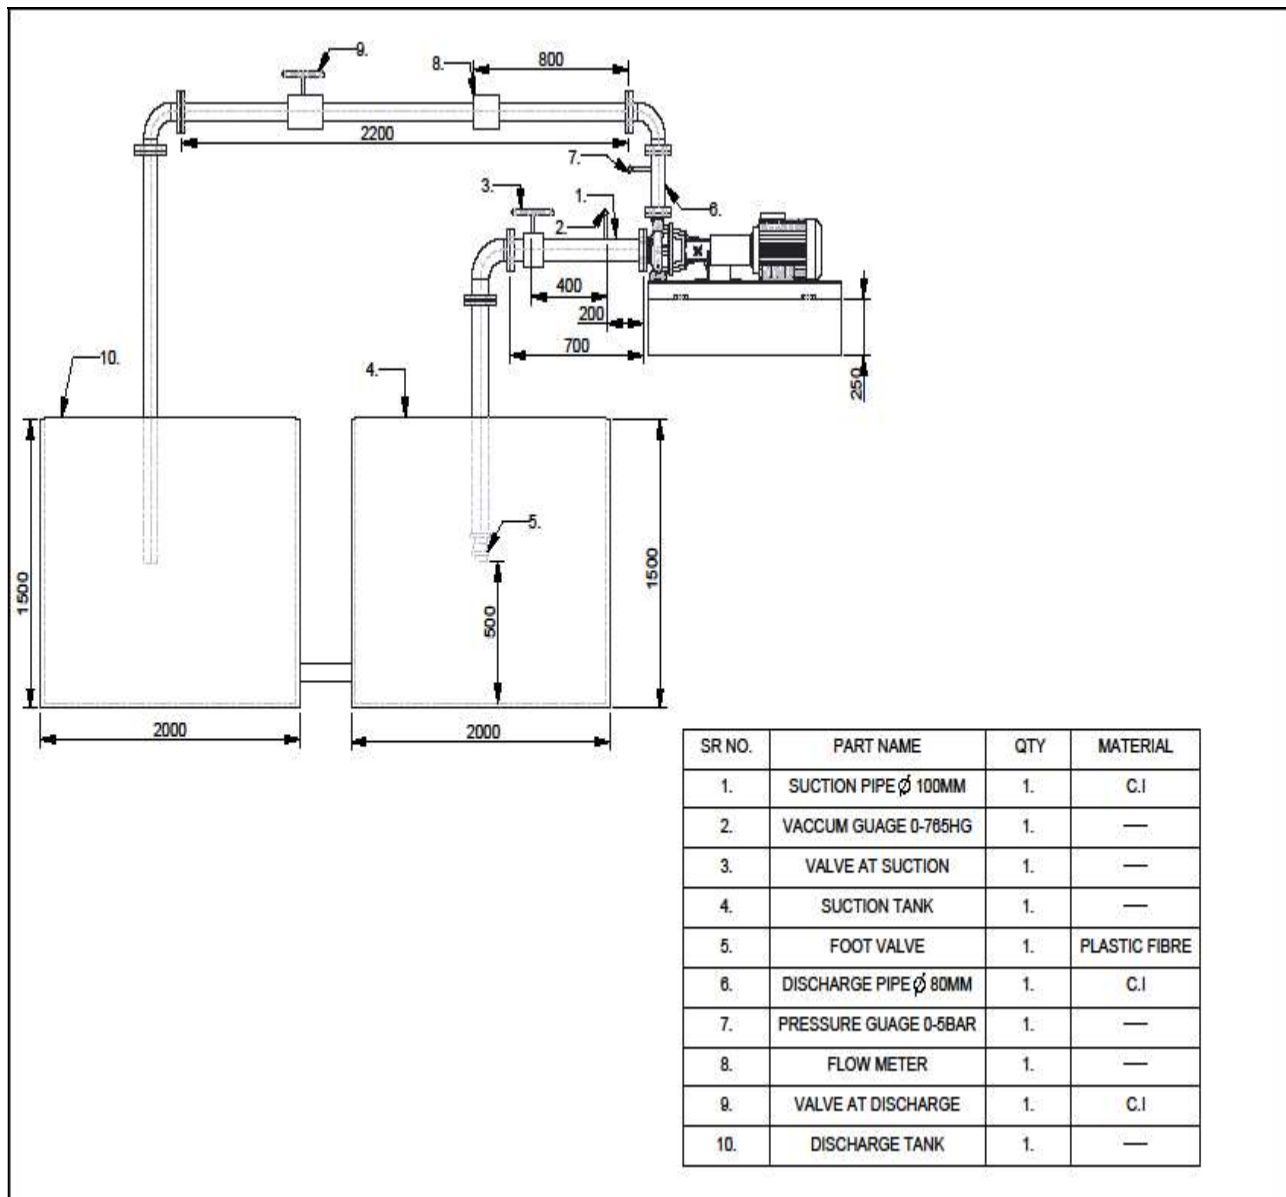 9.
8.
800
2200
7.
3.
1.
2.
6.
400
200
700
250
10.
4.
5.
1500
500
1500
2000
2000
SR NO. PART NAME QTY MATERIAL
1. SUCTION PIPE Ø 100MM 1. C.I
2. VACCUM GUAGE 0-765HG 1. —
3. VALVE AT SUCTION 1. —
4. SUCTION TANK 1. —
5. FOOT VALVE 1. PLASTIC FIBRE
6. DISCHARGE PIPE Ø 80MM 1. C.I
7. PRESSURE GUAGE 0-5BAR 1. —
8. FLOW METER 1. —
9. VALVE AT DISCHARGE 1. C.I
10. DISCHARGE TANK 1. —